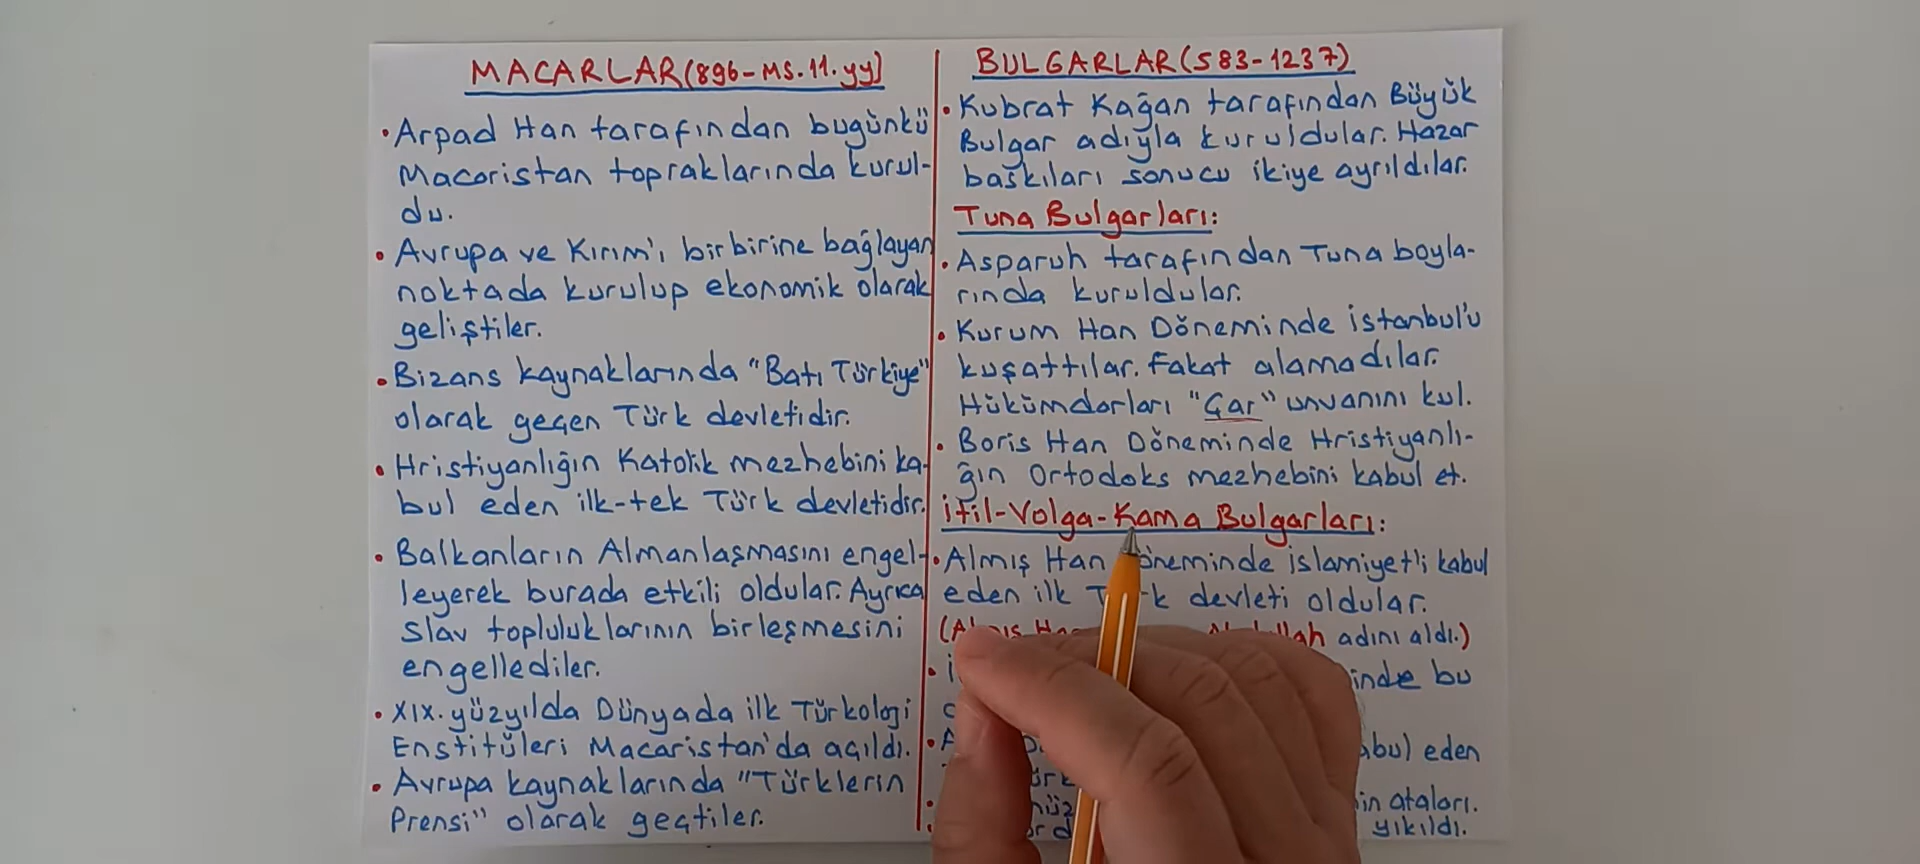 MACARLAR(896-MS.11.yy)
•Arpad Han tarafından bugünkü
Macaristan topraklarında kurul-
du.
•Avrupa ve Kırım'ı birbirine bağlayan
noktada kurulup ekonomik olarak
geliştiler.
•Bizans kaynaklarında "Batı Türkiye"
olarak geçen Türk devletidir.
•Hristiyanlığın Katolik mezhebini ka-
bul eden ilk-tek Türk devletidir.
•Balkanların Almanlaşmasını engel-
leyerek burada etkili oldular. Ayrıca
Slav topluluklarının birleşmesini
engellediler.
•XIX. yüzyılda Dünyada ilk Türkoloji
Enstitüleri Macaristan'da açıldı.
•Avrupa kaynaklarında "Türklerin
Prensi" olarak geçtiler.
BULGARLAR(583-1237)
•Kubrat Kağan tarafından Büyük
Bulgar adıyla kuruldular. Hazar
baskıları sonucu ikiye ayrıldılar.
Tuna Bulgarları:
•Asparuh tarafından Tuna boyla-
rında kuruldular.
•Kurum Han Döneminde İstanbul'u
kuşattılar. Fakat alamadılar.
Hükümdarları "Çar" unvanını kul.
•Boris Han Döneminde Hristiyanlı-
ğın Ortodoks mezhebini kabul et.
İtil-Volga-Kama Bulgarları:
•Almış Han öneminde İslamiyet'i kabul
eden ilk devleti oldular.
adını aldı.)
inde bu
eden
in ataları.
yıkıldı.